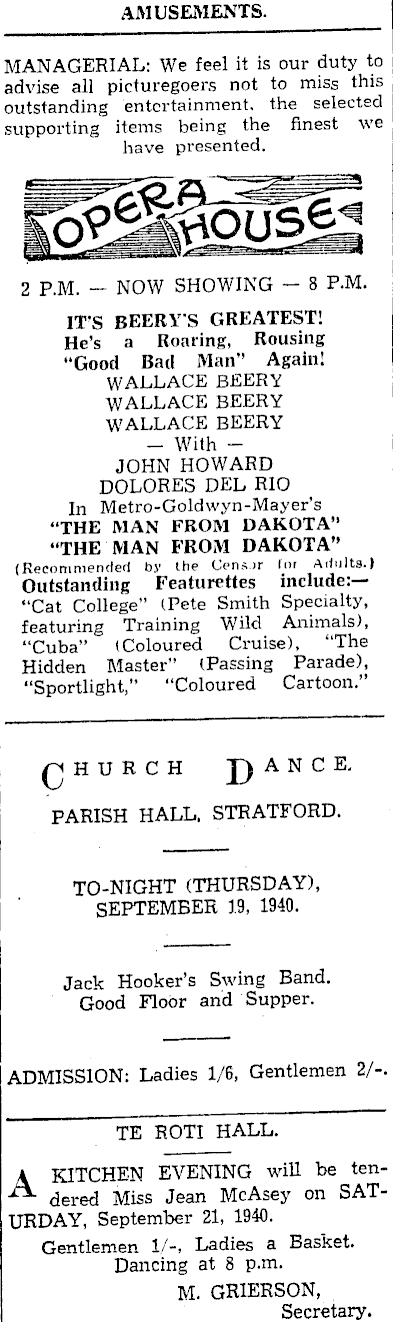 AMUSEMENTS.
MANAGERIAL: We feel it is our duty to
advise all picturegoers not to miss this
outstanding entertainment, the selected
supporting items being the finest we
have presented.
OPERA
HOUSE
2 P.M. — NOW SHOWING — 8 P.M.
IT'S BEERY'S GREATEST!
He's a Roaring, Rousing
"Good Bad Man" Again!
WALLACE BEERY
WALLACE BEERY
WALLACE BEERY
— With —
JOHN HOWARD
DOLORES DEL RIO
In Metro-Goldwyn-Mayer's
"THE MAN FROM DAKOTA"
"THE MAN FROM DAKOTA"
(Recommended by the Censor for Adults.)
Outstanding Featurettes include:—
"Cat College" (Pete Smith Specialty,
featuring Training Wild Animals),
"Cuba" (Coloured Cruise), "The
Hidden Master" (Passing Parade),
"Sportlight," "Coloured Cartoon."
CHURCH DANCE.
PARISH HALL, STRATFORD.
TO-NIGHT (THURSDAY),
SEPTEMBER 19, 1940.
Jack Hooker's Swing Band.
Good Floor and Supper.
ADMISSION: Ladies 1/6, Gentlemen 2/-.
TE ROTI HALL.
A KITCHEN EVENING will be ten-
dered Miss Jean McAsey on SAT-
URDAY, September 21, 1940.
Gentlemen 1/-, Ladies a Basket.
Dancing at 8 p.m.
M. GRIERSON,
Secretary.